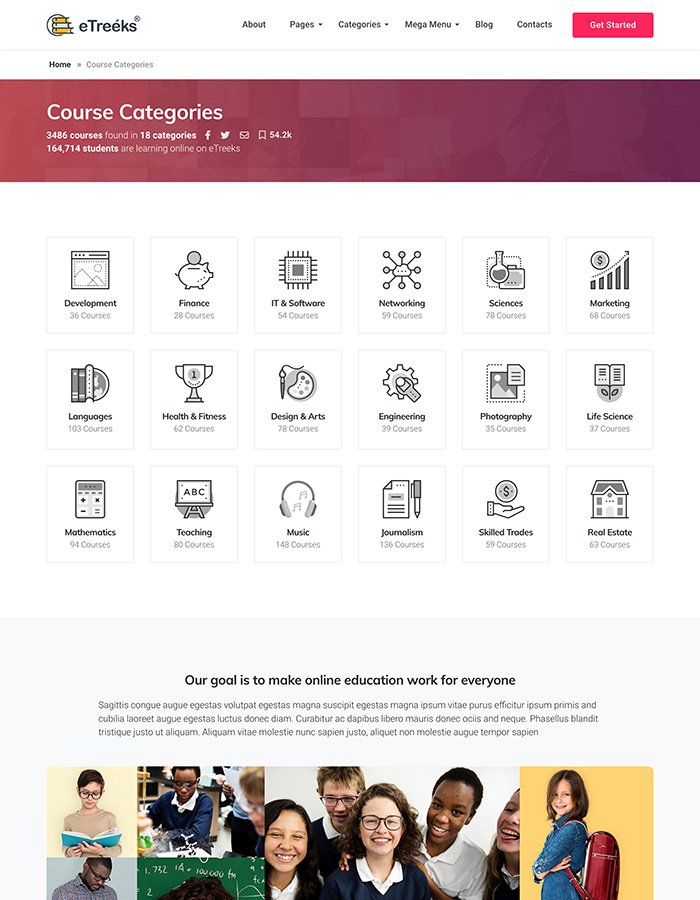 eTreéks®
About Pages Categories Mega Menu Blog Contacts Get Started
Home » Course Categories
Course Categories
3486 courses found in 18 categories 54.2k
164,714 students are learning online on eTreeks
Development Finance IT & Software Networking Sciences Marketing
36 Courses 28 Courses 54 Courses 59 Courses 78 Courses 68 Courses
1
Languages Health & Fitness Design & Arts Engineering Photography Life Science
103 Courses 62 Courses 78 Courses 39 Courses 35 Courses 37 Courses
ABC
Mathematics Teaching Music Journalism Skilled Trades Real Estate
94 Courses 80 Courses 148 Courses 136 Courses 59 Courses 63 Courses
Our goal is to make online education work for everyone
Sagittis congue augue egestas volutpat egestas magna suscipit egestas magna ipsum vitae purus efficitur ipsum primis and
cubilia laoreet augue egestas luctus donec diam. Curabitur ac dapibus libero mauris donec ociis and neque. Phasellus blandit
tristique justo ut aliquam. Aliquam vitae molestie nunc sapien justo, aliquet non molestie augue tempor sapien